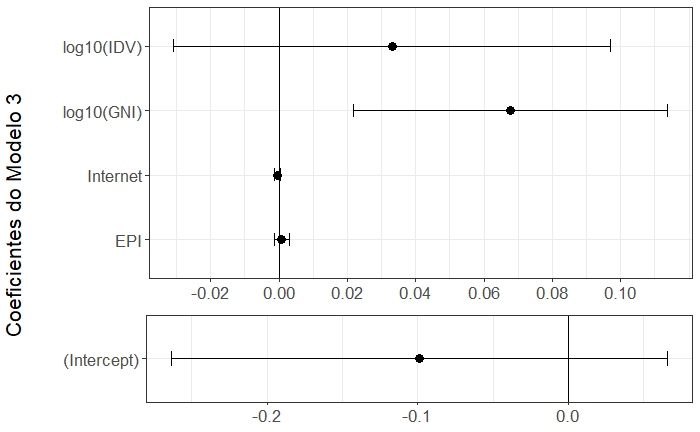 Coeficientes do Modelo 3
log10(IDV)
log10(GNI)
Internet
EPI
-0.02 0.00 0.02 0.04 0.06 0.08 0.10
(Intercept)
-0.2 -0.1 0.0